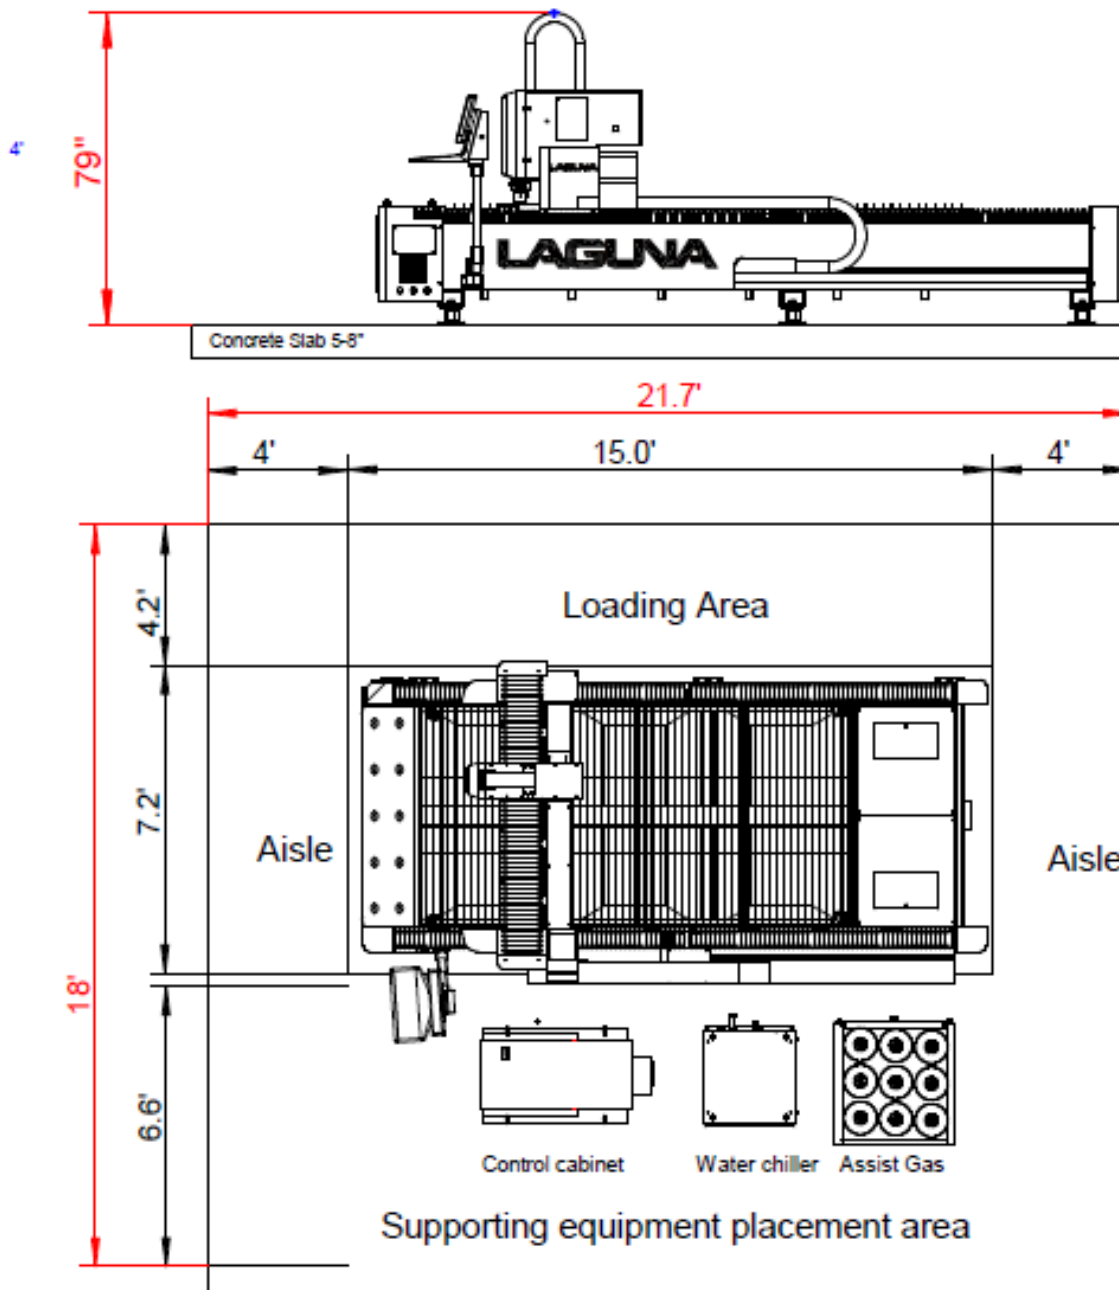 79"
4'
LAGUNA
LAGUNA
Concrete Slab 5-8"
21.7'
4'
15.0'
4'
4.2'
Loading Area
7.2'
Aisle
Aisle
18'
6.6'
Control cabinet
Water chiller
Assist Gas
Supporting equipment placement area